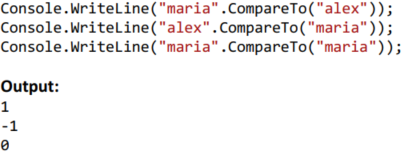 Console.WriteLine("maria".CompareTo("alex"));
Console.WriteLine("alex".CompareTo("maria"));
Console.WriteLine("maria".CompareTo("maria"));
Output:
1
-1
0